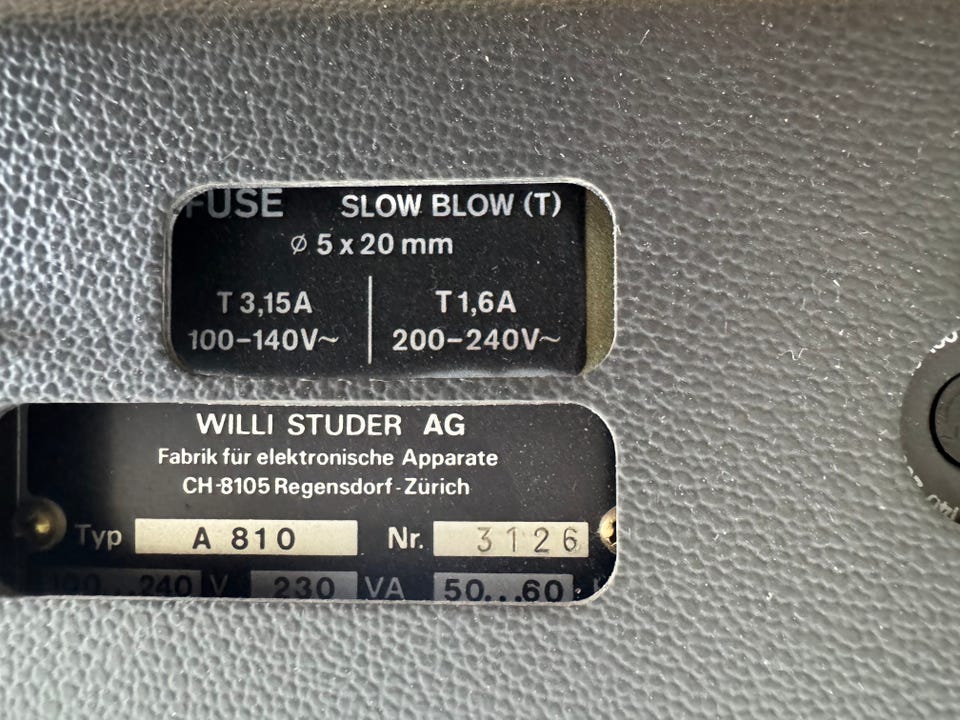 FUSE SLOW BLOW (T)
ø 5 x 20 mm
T 3,15A T 1,6A
100-140V~ 200-240V~
WILLI STUDER AG
Fabrik für elektronische Apparate
CH-8105 Regensdorf-Zürich
Typ A 810 Nr. 3126
100...240 V 230 VA 50...60